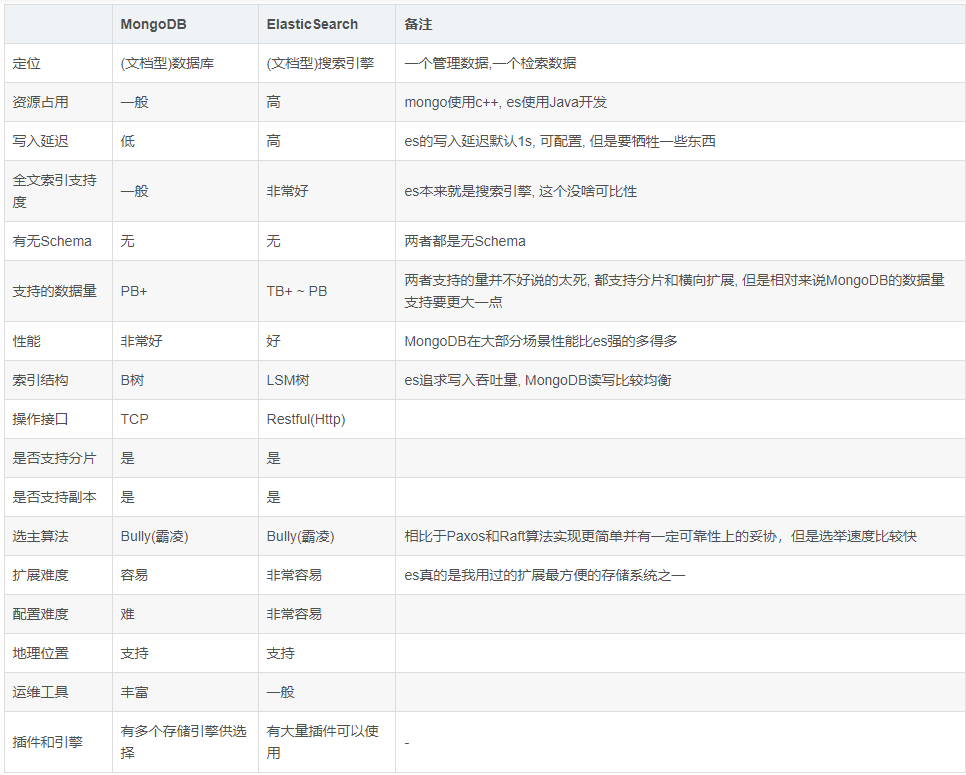 MongoDB ElasticSearch 备注
定位 (文档型)数据库 (文档型)搜索引擎 一个管理数据,一个检索数据
资源占用 一般 高 mongo使用c++, es使用Java开发
写入延迟 低 高 es的写入延迟默认1s, 可配置, 但是要牺牲一些东西
全文索引支持
度 一般 非常好 es本来就是搜索引擎, 这个没啥可比性
有无Schema 无 无 两者都是无Schema
支持的数据量 PB+ TB+ ~ PB 两者支持的量并不好说的太死, 都支持分片和横向扩展, 但是相对来说MongoDB的数据量
支持要更大一点
性能 非常好 好 MongoDB在大部分场景性能比es强的多得多
索引结构 B树 LSM树 es追求写入吞吐量, MongoDB读写比较均衡
操作接口 TCP Restful(Http)
是否支持分片 是 是
是否支持副本 是 是
选主算法 Bully(霸凌) Bully(霸凌) 相比于Paxos和Raft算法实现更简单并有一定可靠性上的妥协，但是选举速度比较快
扩展难度 容易 非常容易 es真的是我用过的扩展最方便的存储系统之一
配置难度 难 非常容易
地理位置 支持 支持
运维工具 丰富 一般
插件和引擎 有多个存储引擎供选 有大量插件可以使 -
择 用